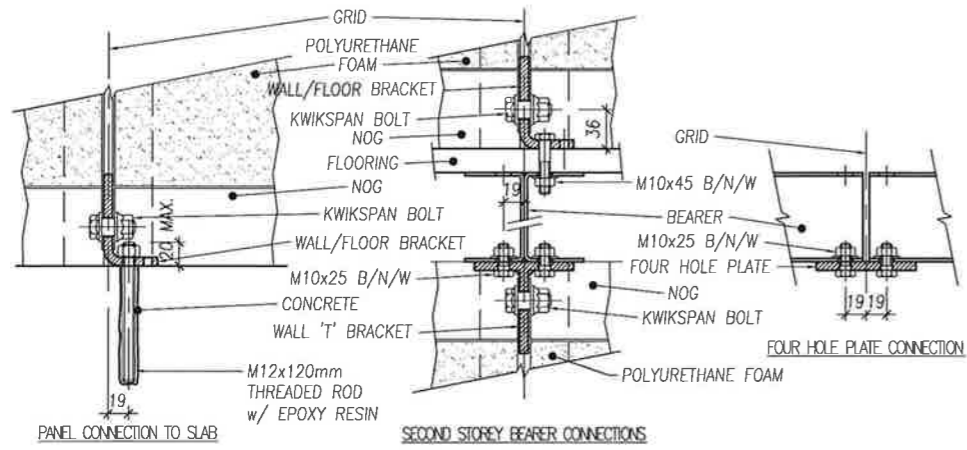 GRID
POLYURETHANE
FOAM
WALL/FLOOR BRACKET
KWIKSPAN BOLT
NOG
FLOORING
NOG
KWIKSPAN BOLT
20 MAX.
WALL/FLOOR BRACKET
M10x25 B/N/W
CONCRETE
WALL 'T' BRACKET
M12x120mm
THREADED ROD
w/ EPOXY RESIN
19
PANEL CONNECTION TO SLAB
36
19
M10x45 B/N/W
BEARER
NOG
KWIKSPAN BOLT
POLYURETHANE FOAM
SECOND STOREY BEARER CONNECTIONS
GRID
M10x25 B/N/W
FOUR HOLE PLATE
19 19
FOUR HOLE PLATE CONNECTION